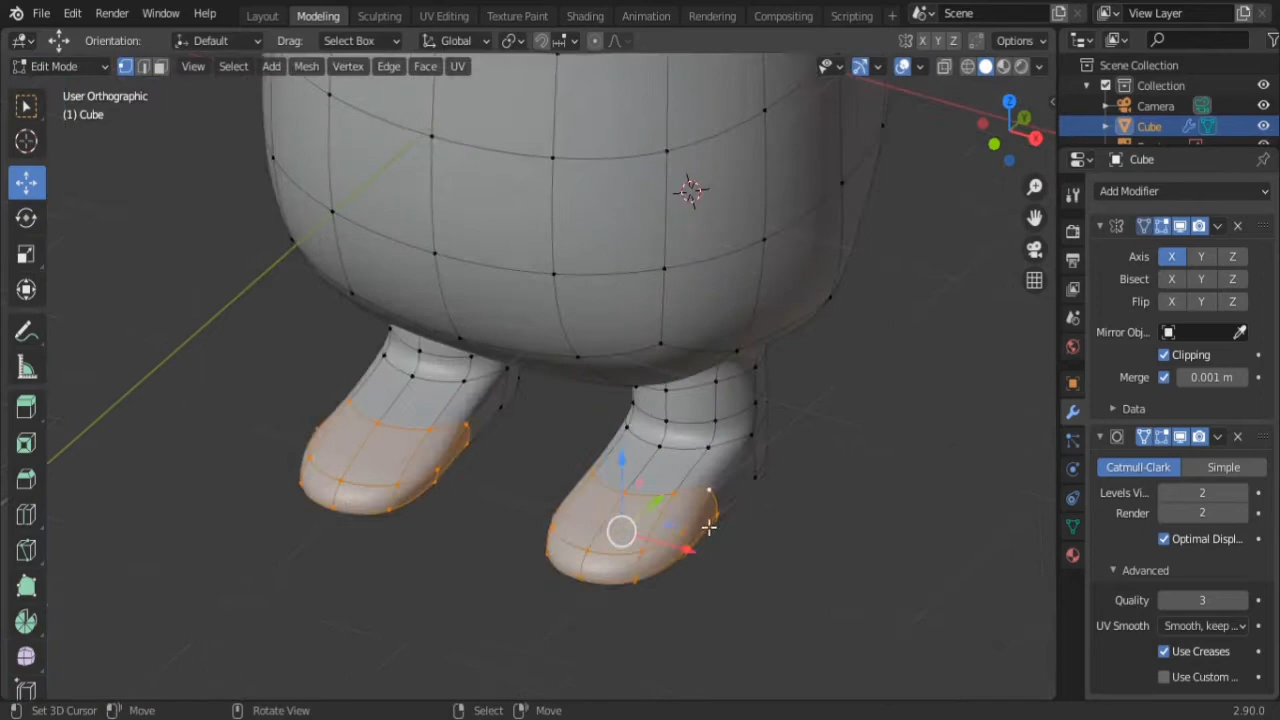 File Edit Render Window Help
Layout Modeling Sculpting UV Editing Texture Paint Shading Animation Rendering Compositing Scripting + Scene View Layer
Orientation: Default Drag: Select Box Global X Y Z Options
Edit Mode View Select Add Mesh Vertex Edge Face UV
User Orthographic
(1) Cube
Z
Y
X
Scene Collection
Collection
Camera
Cube
Cube
Add Modifier
Axis X Y Z
Bisect X Y Z
Flip X Y Z
Mirror Obj...
Clipping
Merge 0.001 m
Data
Catmull-Clark Simple
Levels Vi... 2
Render 2
Optimal Displ...
Advanced
Quality 3
UV Smooth Smooth, keep ...
Use Creases
Use Custom ...
Set 3D Cursor Move Rotate View Select Move 2.90.0